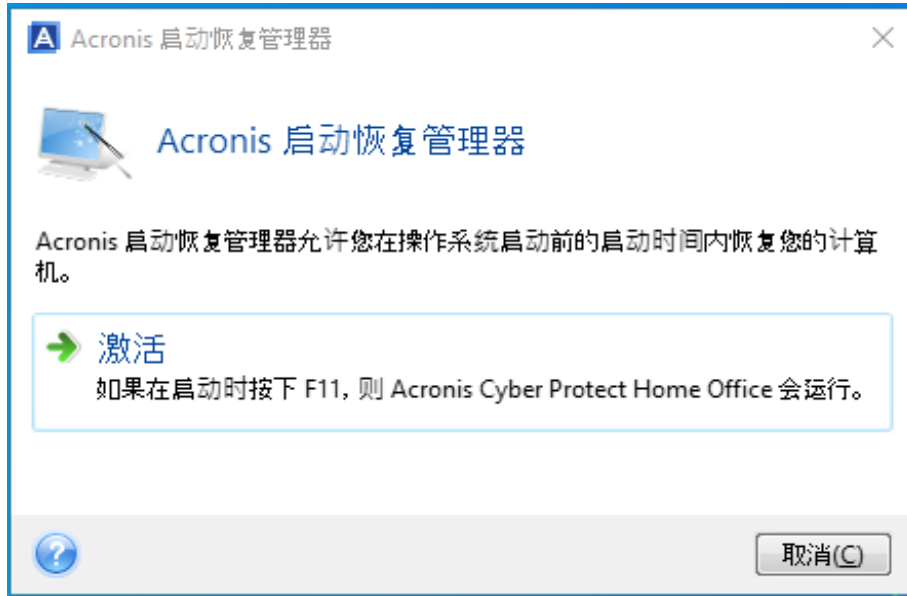 Acronis 启动恢复管理器
Acronis 启动恢复管理器
Acronis 启动恢复管理器允许您在操作系统启动前的启动时间内恢复您的计算
机。
激活
如果在启动时按下 F11, 则 Acronis Cyber Protect Home Office 会运行。
取消(C)